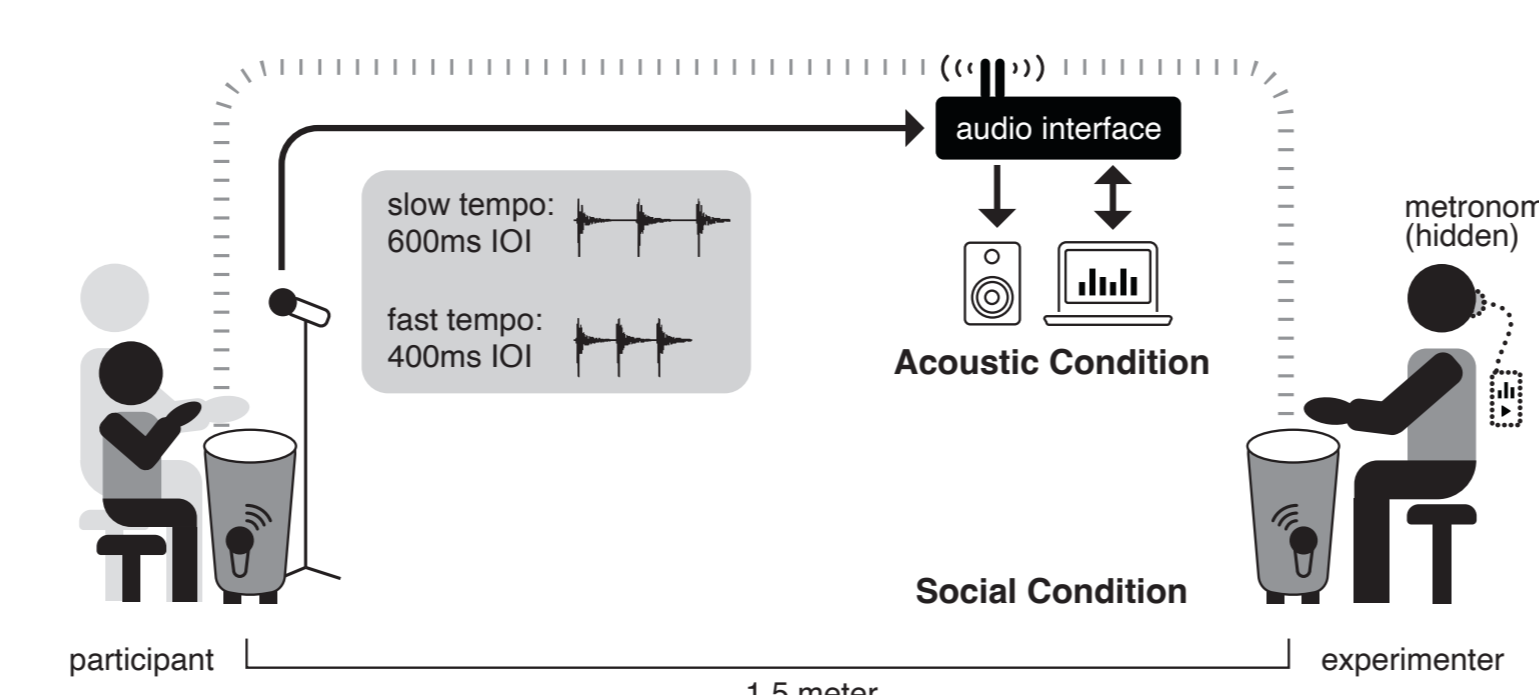 audio interface
slow tempo:
600ms IOI
fast tempo:
400ms IOI
metronom
(hidden)
Acoustic Condition
Social Condition
participant
experimenter
1.5 meter